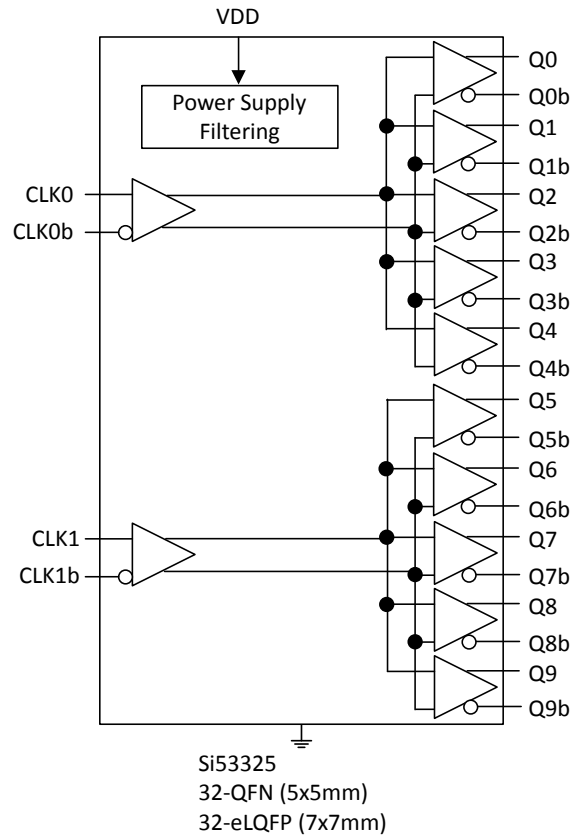 VDD
Power Supply
Filtering
CLK0
CLK0b
Q0
Q0b
Q1
Q1b
Q2
Q2b
Q3
Q3b
Q4
Q4b
CLK1
CLK1b
Q5
Q5b
Q6
Q6b
Q7
Q7b
Q8
Q8b
Q9
Q9b
Si53325
32-QFN (5x5mm)
32-eLQFP (7x7mm)